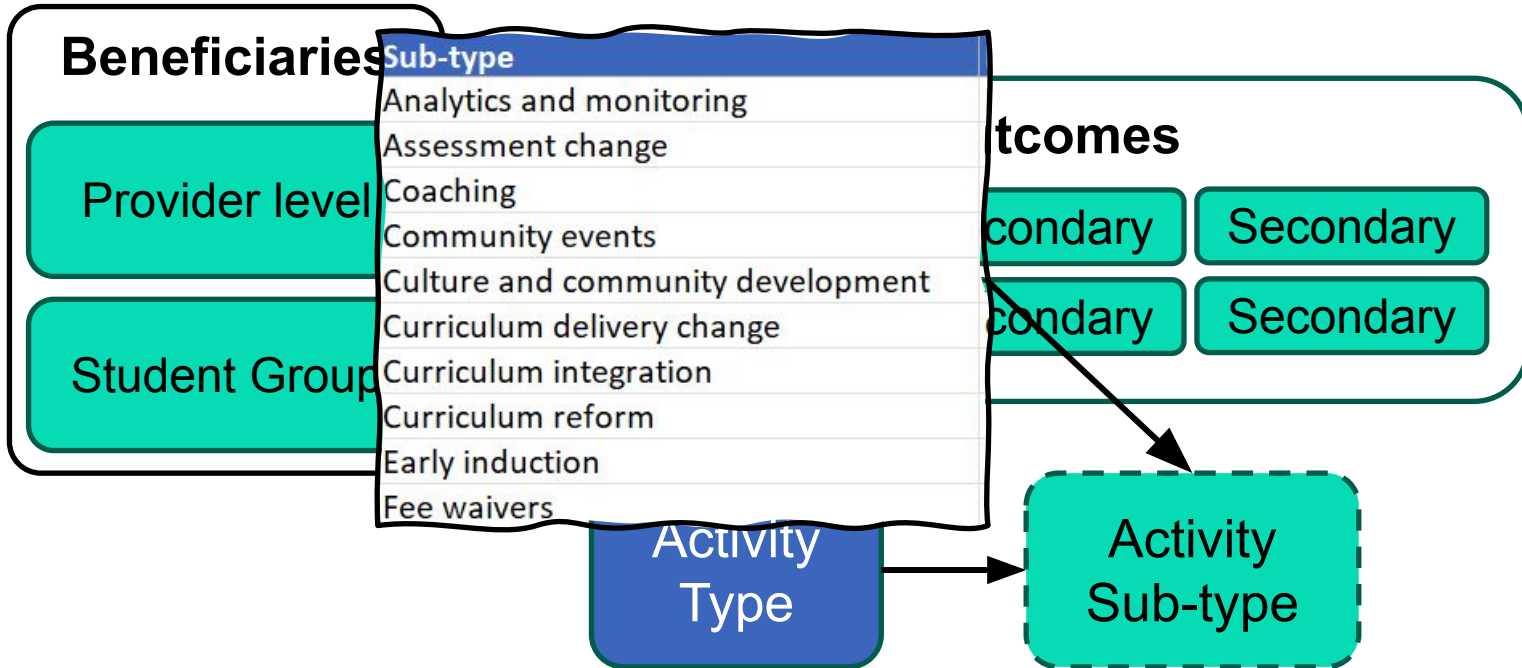 Beneficiaries
Provider level
Student Group
Sub-type
Analytics and monitoring
Assessment change
Coaching
Community events
Culture and community development
Curriculum delivery change
Curriculum integration
Curriculum reform
Early induction
Fee waivers
tcomes
condary
Secondary
condary
Secondary
Activity
Type
Activity
Sub-type